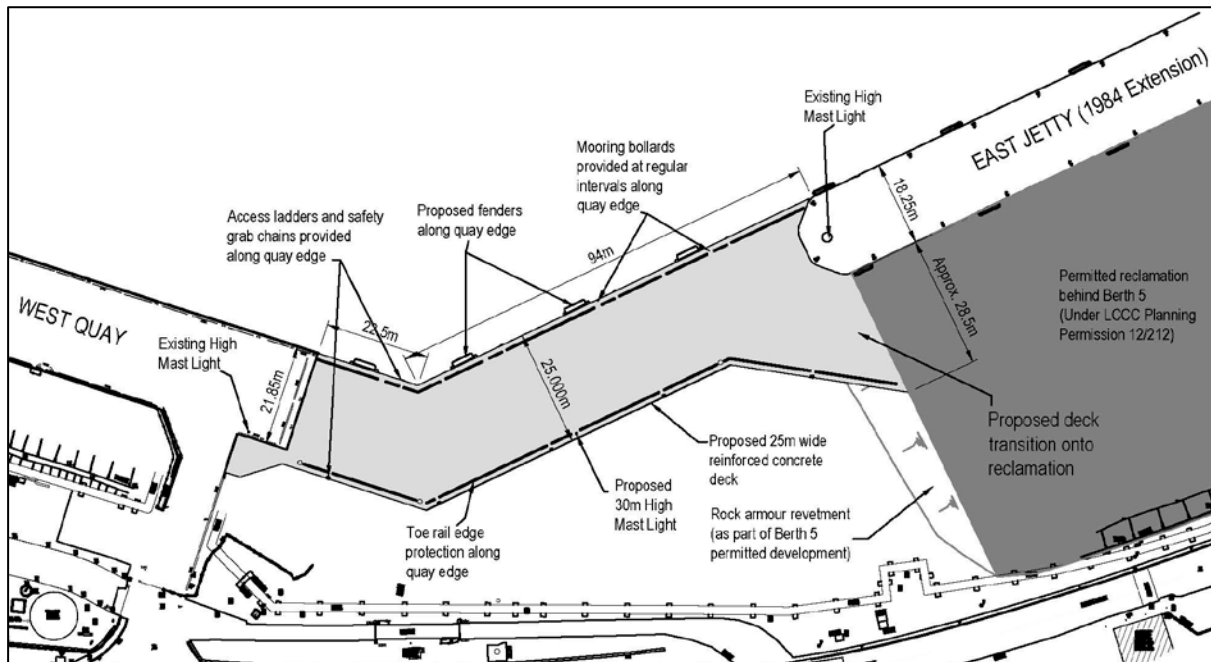 Existing High
Mast Light
EAST JETTY (1984 Extension)
Mooring bollards
provided at regular
intervals along
quay edge
18.25m
Access ladders and safety
grab chains provided
along quay edge
Proposed fenders
along quay edge
94m
Approx. 28.5m
Permitted reclamation
behind Berth 5
(Under LCCC Planning
Permission 12/212)
WEST QUAY
22.5m
Existing High
Mast Light
21.85m
25.000m
Proposed deck
transition onto
reclamation
Proposed 25m wide
reinforced concrete
deck
Proposed
30m High
Mast Light
Toe rail edge
protection along
quay edge
Rock armour revetment
(as part of Berth 5
permitted development)